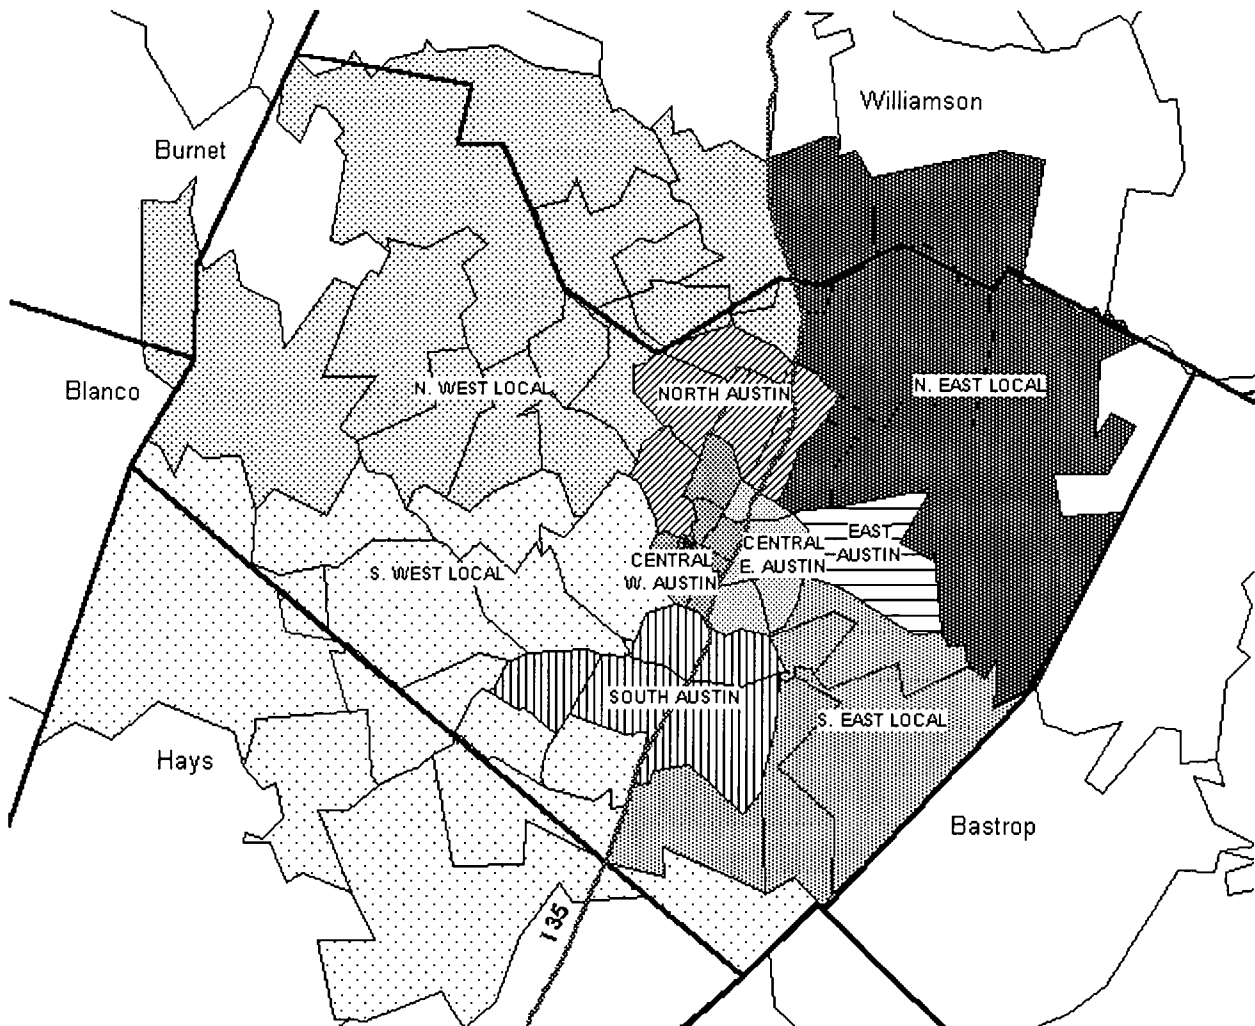 Williamson
Burnet
Blanco
N. WEST LOCAL
NORTH AUSTIN
N. EAST LOCAL
EAST
AUSTIN
CENTRAL
E. AUSTIN
CENTRAL
W. AUSTIN
S. WEST LOCAL
SOUTH AUSTIN
S. EAST LOCAL
Hays
Bastrop
I 35